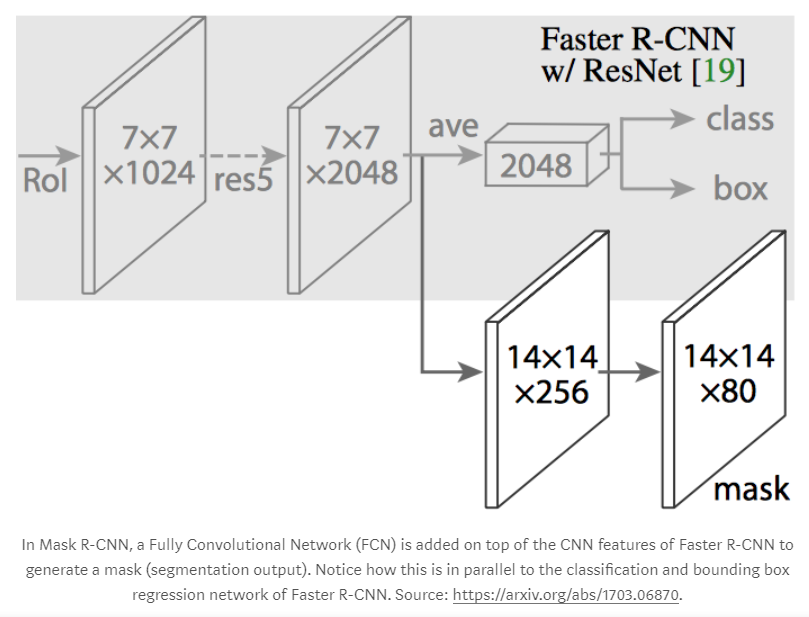 Faster R-CNN
w/ ResNet [19]
RoI
7×7
×1024
res5
7×7
×2048
ave
2048
class
box
14×14
×256
14×14
×80
mask
In Mask R-CNN, a Fully Convolutional Network (FCN) is added on top of the CNN features of Faster R-CNN to
generate a mask (segmentation output). Notice how this is in parallel to the classification and bounding box
regression network of Faster R-CNN. Source: https://arxiv.org/abs/1703.06870.